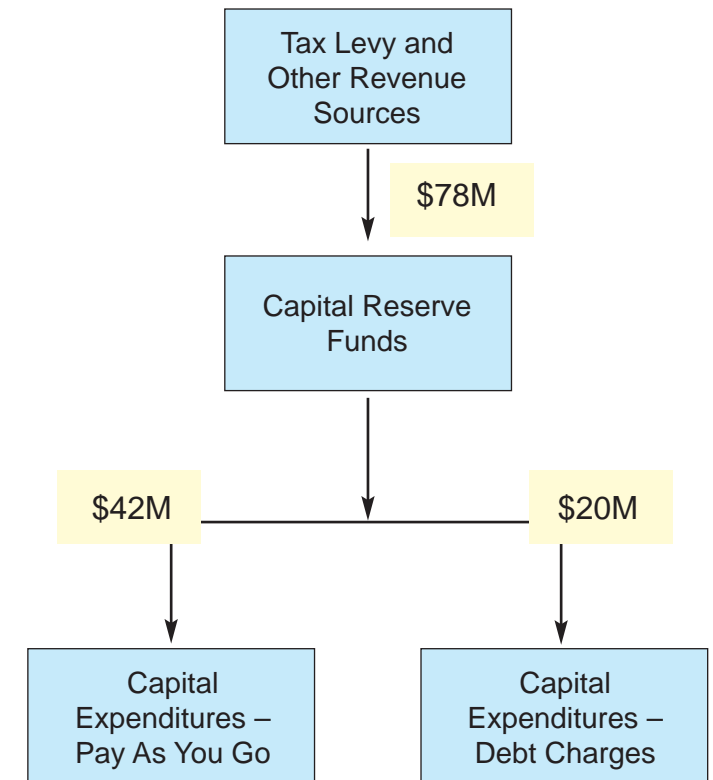 Tax Levy and
Other Revenue
Sources
$78M
Capital Reserve
Funds
$42M
$20M
Capital
Expenditures –
Pay As You Go
Capital
Expenditures –
Debt Charges